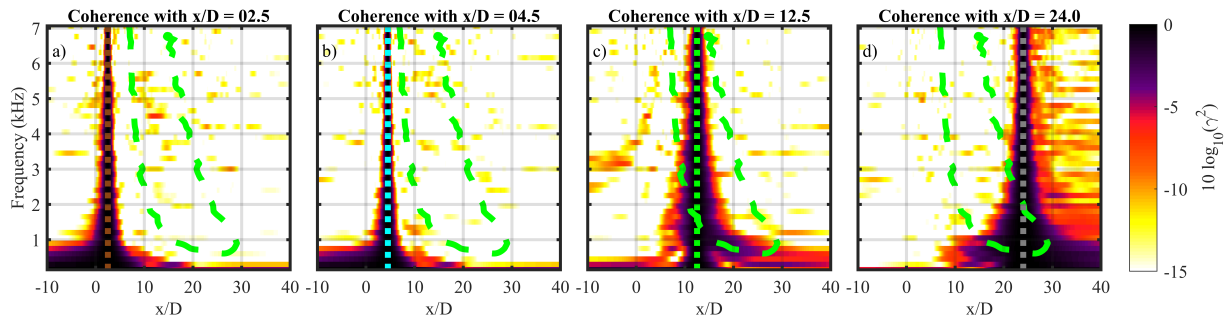 Coherence with x/D = 02.5
Coherence with x/D = 04.5
Coherence with x/D = 12.5
Coherence with x/D = 24.0
a)
b)
c)
d)
7
6
5
4
3
2
1
Frequency (kHz)
-10 0 10 20 30 40
-10 0 10 20 30 40
-10 0 10 20 30 40
-10 0 10 20 30 40
x/D
x/D
x/D
x/D
0
-5
-10
-15
10 log₁₀(γ²)